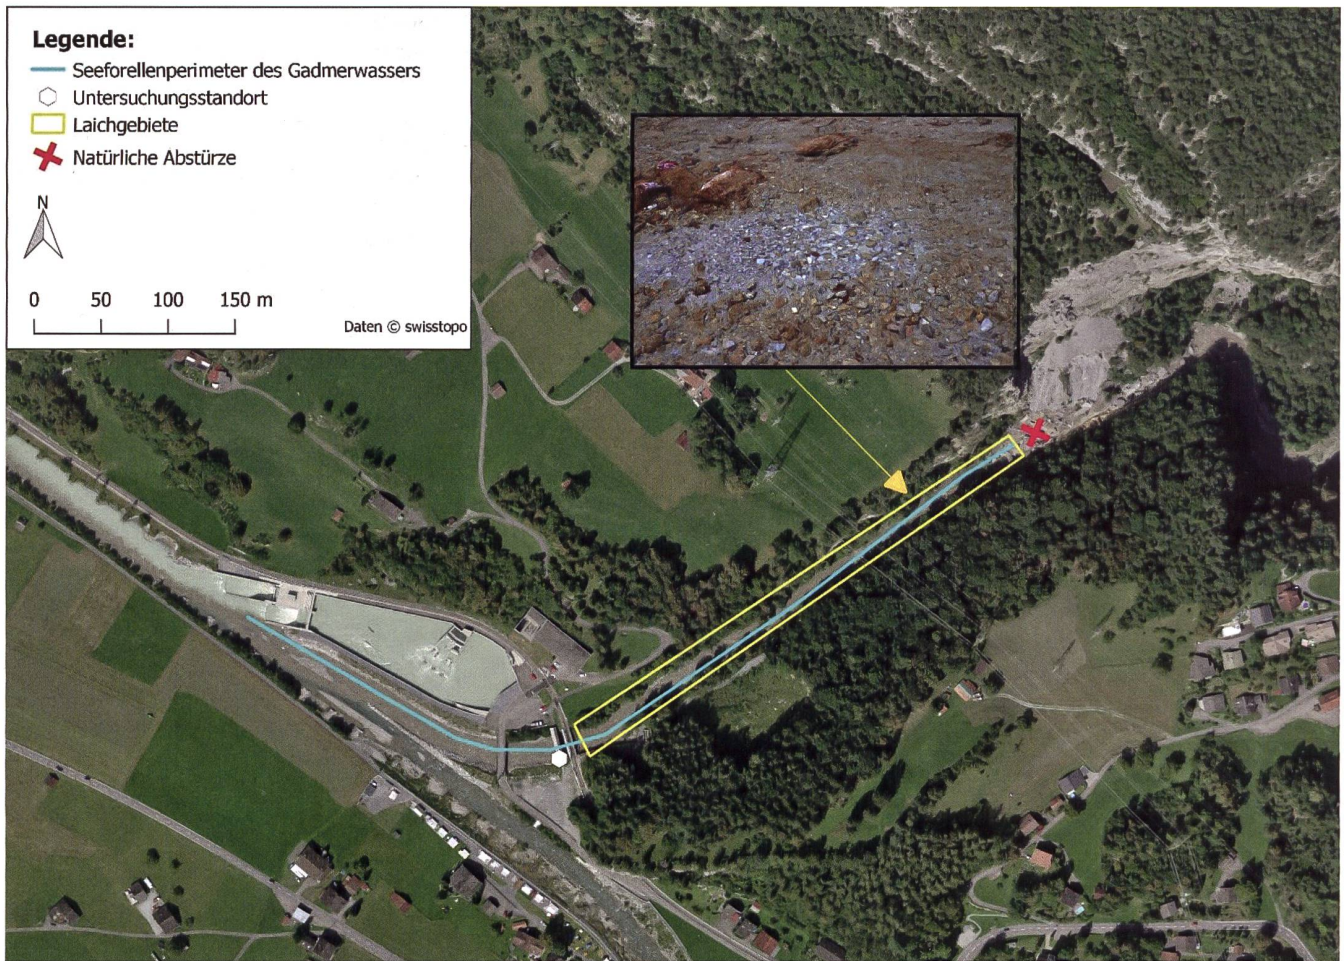 Legende:
Seeforellenperimeter des Gadmerwassers
Untersuchungsstandort
Laichgebiete
Natürliche Abstürze
N
0 50 100 150 m
Daten © swisstopo